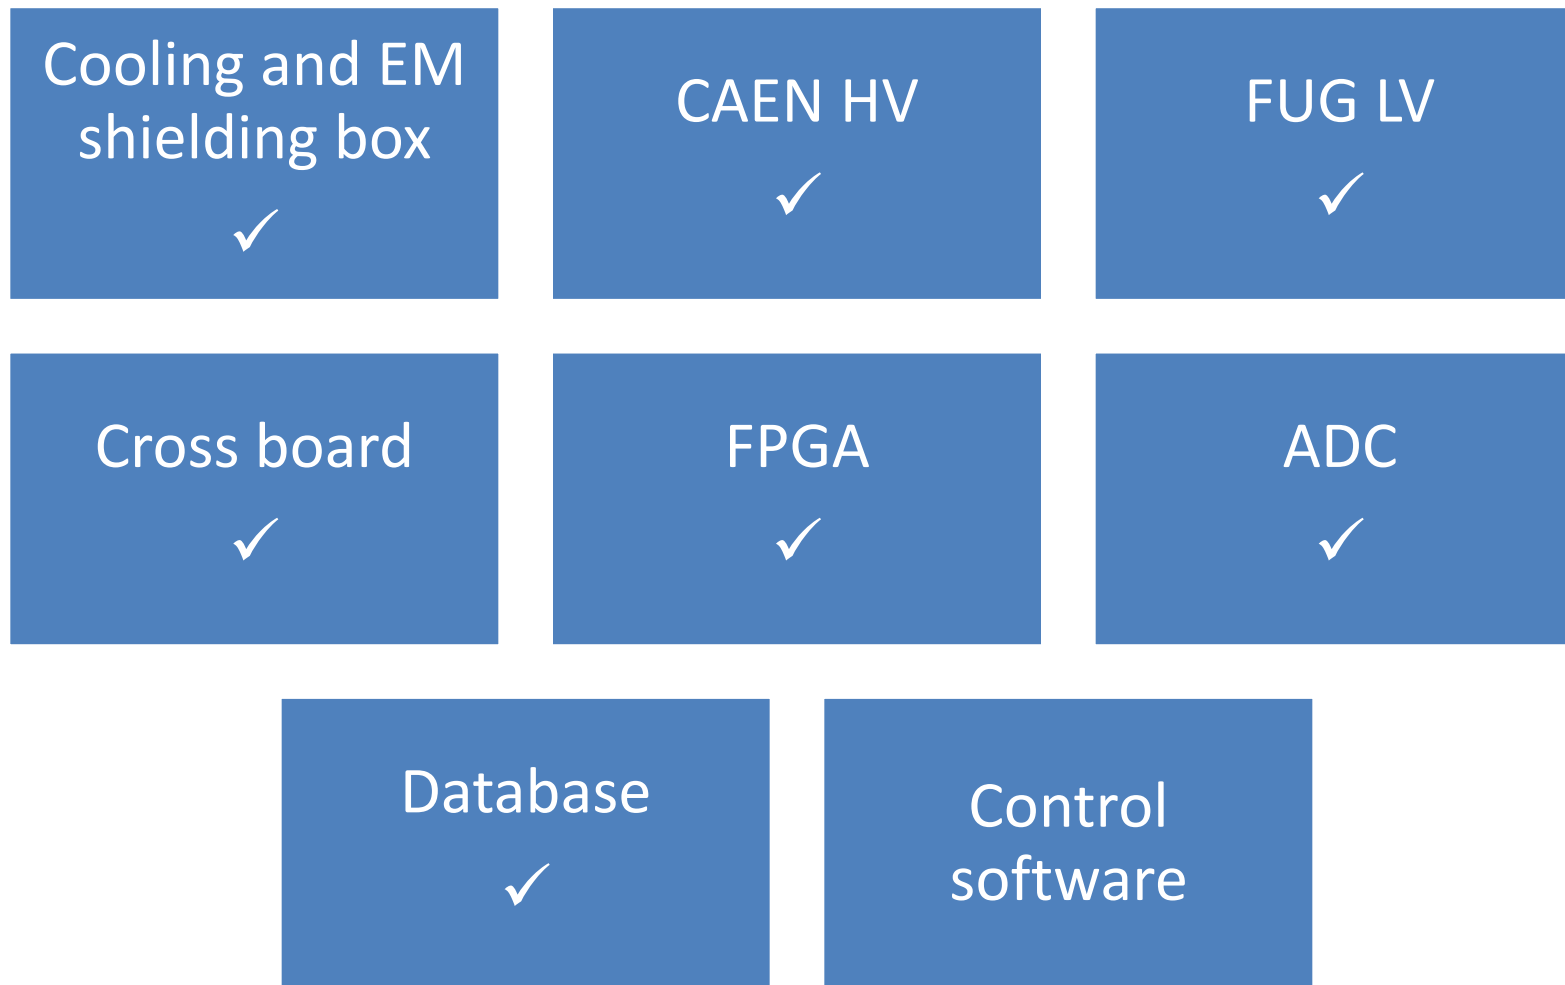 Cooling and EM
shielding box
✓
CAEN HV
✓
FUG LV
✓
Cross board
✓
FPGA
✓
ADC
✓
Database
✓
Control
software